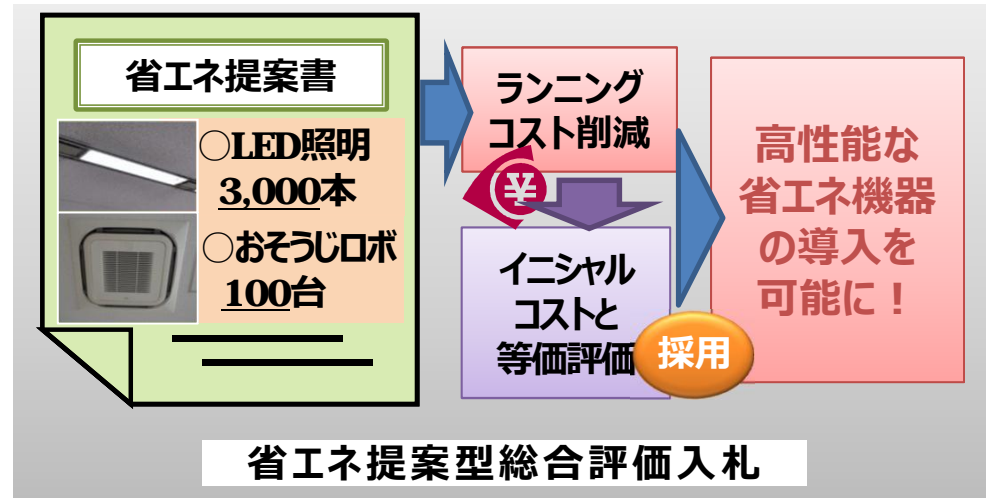 省エネ提案書
○LED照明
3,000本
○おそうじロボ
100台
ランニング
コスト削減
¥
イニシャル
コストと
等価評価
採用
高性能な
省エネ機器
の導入を
可能に！
省エネ提案型総合評価入札